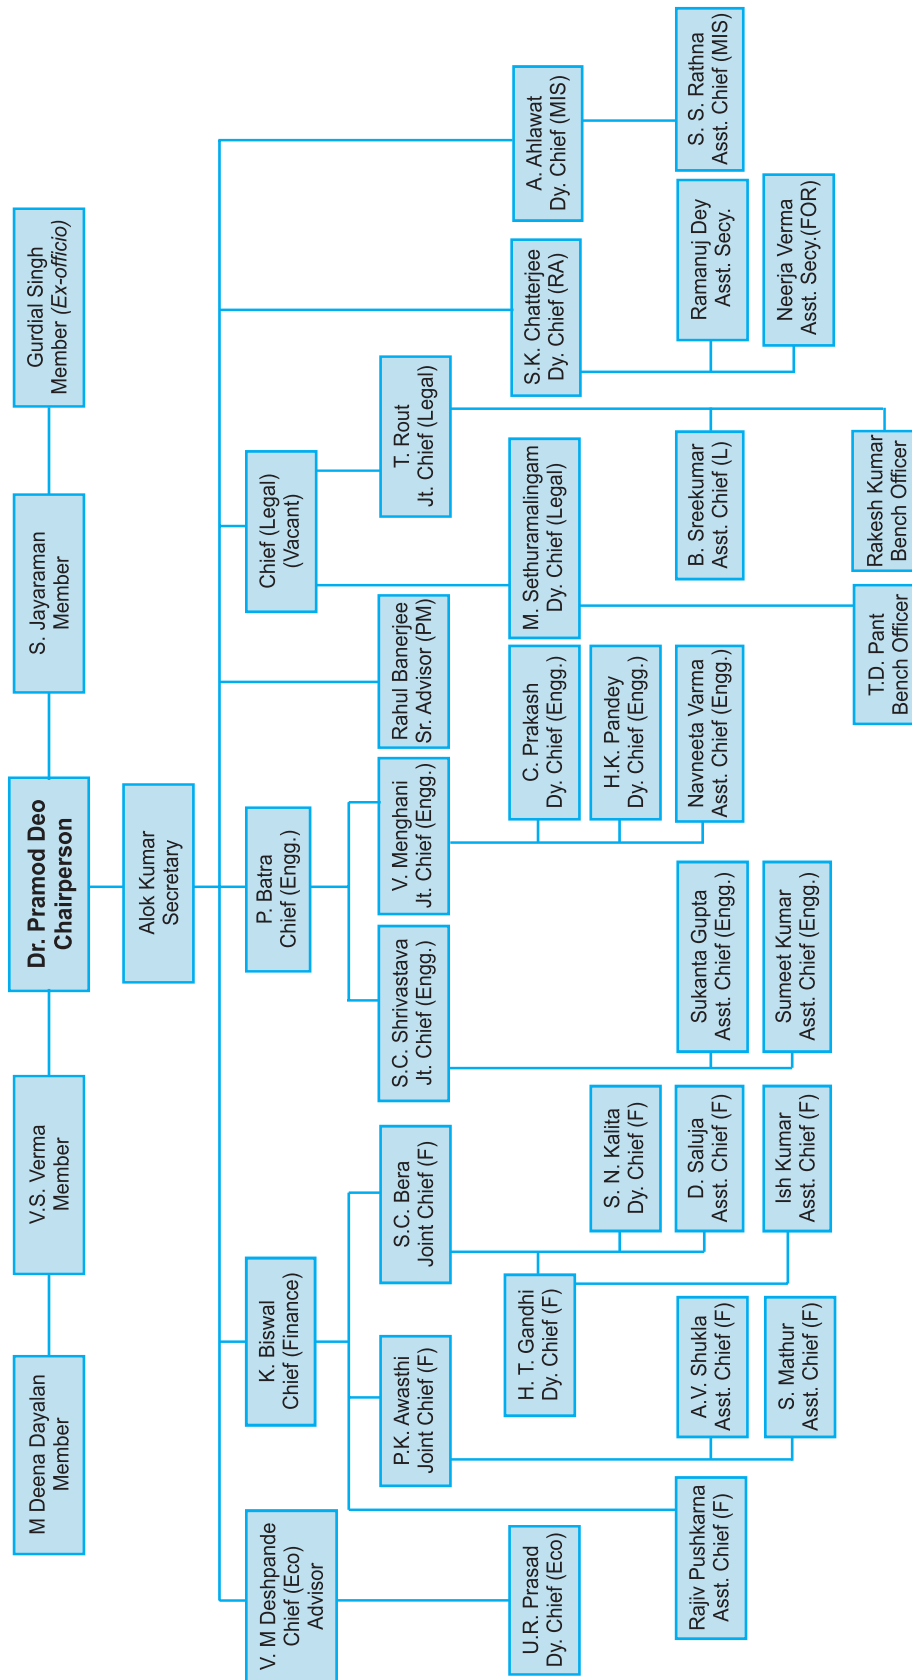 M Deena Dayalan
Member
V.S. Verma
Member
Dr. Pramod Deo
Chairperson
S. Jayaraman
Member
Gurdial Singh
Member (Ex-officio)
Alok Kumar
Secretary
V. M Deshpande
Chief (Eco)
Advisor
K. Biswal
Chief (Finance)
P. Batra
Chief (Engg.)
Chief (Legal)
(Vacant)
P.K. Awasthi
Joint Chief (F)
S.C. Bera
Joint Chief (F)
S.C. Shrivastava
Jt. Chief (Engg.)
V. Menghani
Jt. Chief (Engg.)
Rahul Banerjee
Sr. Advisor (PM)
T. Rout
Jt. Chief (Legal)
U.R. Prasad
Dy. Chief (Eco)
H. T. Gandhi
Dy. Chief (F)
C. Prakash
Dy. Chief (Engg.)
M. Sethuramalingam
Dy. Chief (Legal)
S.K. Chatterjee
Dy. Chief (RA)
A. Ahlawat
Dy. Chief (MIS)
S. N. Kalita
Dy. Chief (F)
H.K. Pandey
Dy. Chief (Engg.)
Rajiv Pushkarna
Asst. Chief (F)
A.V. Shukla
Asst. Chief (F)
D. Saluja
Asst. Chief (F)
Sukanta Gupta
Asst. Chief (Engg.)
Navneeta Varma
Asst. Chief (Engg.)
B. Sreekumar
Asst. Chief (L)
Ramanuj Dey
Asst. Secy.
S. S. Rathna
Asst. Chief (MIS)
S. Mathur
Asst. Chief (F)
Ish Kumar
Asst. Chief (F)
Sumeet Kumar
Asst. Chief (Engg.)
Neerja Verma
Asst. Secy.(FOR)
T.D. Pant
Bench Officer
Rakesh Kumar
Bench Officer